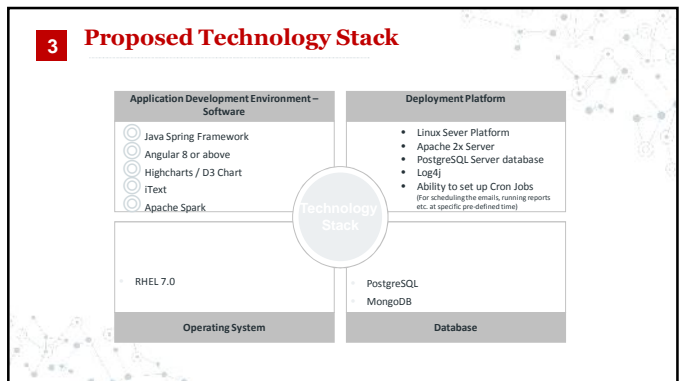 3
Proposed Technology Stack
Application Development Environment –
Software
Java Spring Framework
Angular 8 or above
Highcharts / D3 Chart
iText
Apache Spark
Deployment Platform
• Linux Sever Platform
• Apache 2x Server
• PostgreSQL Server database
• Log4j
• Ability to set up Cron Jobs
(For scheduling the emails, running reports
etc. at specific pre-defined time)
Technology
Stack
RHEL 7.0
Operating System
PostgreSQL
MongoDB
Database